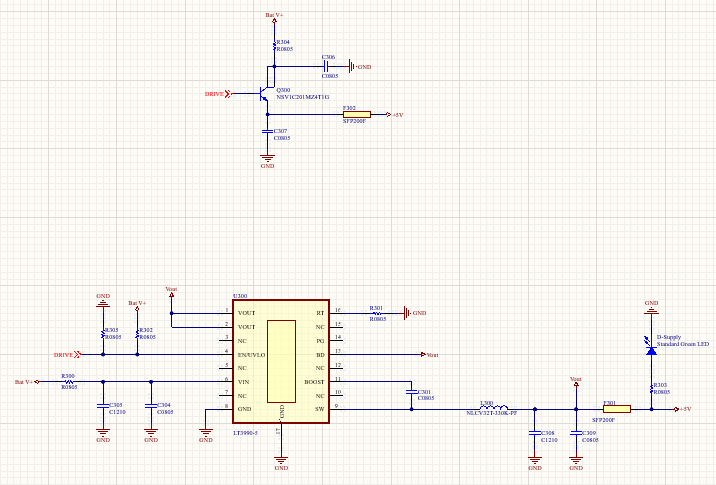 Bat V+
R304
R0805
C306
C0805
GND
DRIVE
Q300
NSV1C201MZ4T1G
F302
SFP200F
+5V
C307
C0805
GND
U300
LT3990-5
1 VOUT
2 VOUT
3 NC
4 EN/UVLO
5 NC
6 VIN
7 NC
8 GND
16 RT
15 NC
14 PG
13 BD
12 NC
11 BOOST
10 NC
9 SW
GND
17
GND
Vout
GND
R305
R0805
Bat V+
R302
R0805
DRIVE
Bat V+
R300
R0805
C305
C1210
GND
C304
C0805
GND
GND
R301
R0805
GND
Vout
C301
C0805
L300
NLCV32T-330K-PF
C308
C1210
GND
Vout
C309
C0805
GND
F301
SFP200F
GND
D-Supply
Standard Green LED
R303
R0805
+5V